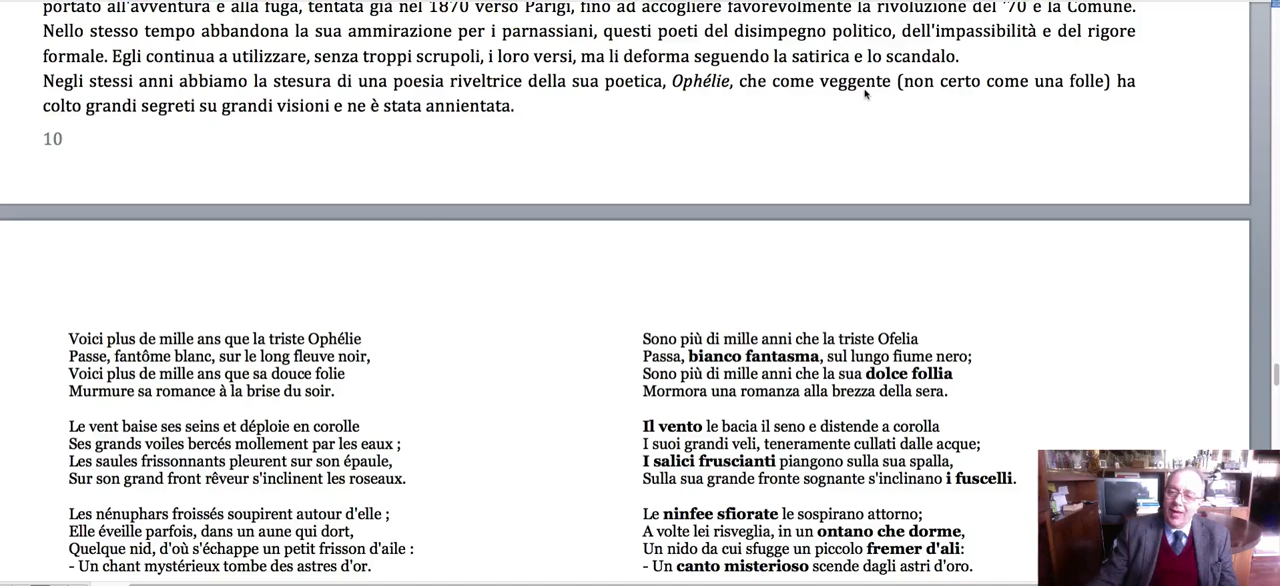 portato all'avventura e alla fuga, tentata già nel 1870 verso Parigi, fino ad accogliere favorevolmente la rivoluzione del '70 e la Comune.
Nello stesso tempo abbandona la sua ammirazione per i parnassiani, questi poeti del disimpegno politico, dell'impassibilità e del rigore
formale. Egli continua a utilizzare, senza troppi scrupoli, i loro versi, ma li deforma seguendo la satirica e lo scandalo.
Negli stessi anni abbiamo la stesura di una poesia riveltrice della sua poetica, Ophélie, che come veggente (non certo come una folle) ha
colto grandi segreti su grandi visioni e ne è stata annientata.
10
Voici plus de mille ans que la triste Ophélie
Passe, fantôme blanc, sur le long fleuve noir,
Voici plus de mille ans que sa douce folie
Murmure sa romance à la brise du soir.
Le vent baise ses seins et déploie en corolle
Ses grands voiles bercés mollement par les eaux ;
Les saules frissonnants pleurent sur son épaule,
Sur son grand front rêveur s'inclinent les roseaux.
Les nénuphars froissés soupirent autour d'elle ;
Elle éveille parfois, dans un aune qui dort,
Quelque nid, d'où s'échappe un petit frisson d'aile :
- Un chant mystérieux tombe des astres d'or.
Sono più di mille anni che la triste Ofelia
Passa, bianco fantasma, sul lungo fiume nero;
Sono più di mille anni che la sua dolce follia
Mormora una romanza alla brezza della sera.
Il vento le bacia il seno e distende a corolla
I suoi grandi veli, teneramente cullati dalle acque;
I salici fruscianti piangono sulla sua spalla,
Sulla sua grande fronte sognante s'inclinano i fuscelli.
Le ninfee sfiorate le sospirano attorno;
A volte lei risveglia, in un ontano che dorme,
Un nido da cui sfugge un piccolo fremer d'ali:
- Un canto misterioso scende dagli astri d'oro.